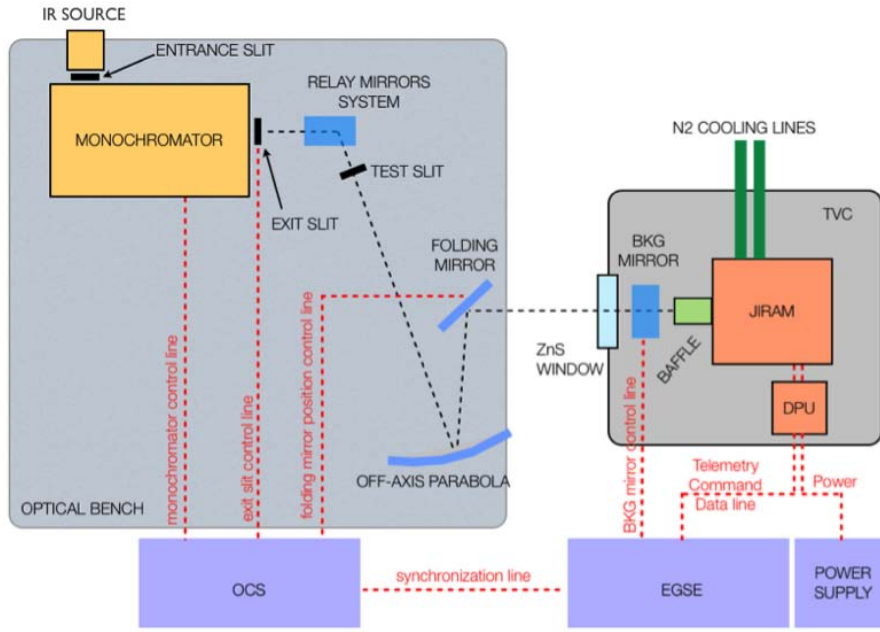 IR SOURCE
ENTRANCE SLIT
RELAY MIRRORS
SYSTEM
MONOCHROMATOR
N2 COOLING LINES
TEST SLIT
EXIT SLIT
TVC
FOLDING
MIRROR
BKG
MIRROR
JIRAM
ZnS
WINDOW
BAFFLE
DPU
monochromator control line
exit slit control line
folding mirror position control line
OFF-AXIS PARABOLA
BKG mirror control line
Telemetry
Command
Data line
Power
OPTICAL BENCH
OCS
synchronization line
EGSE
POWER
SUPPLY